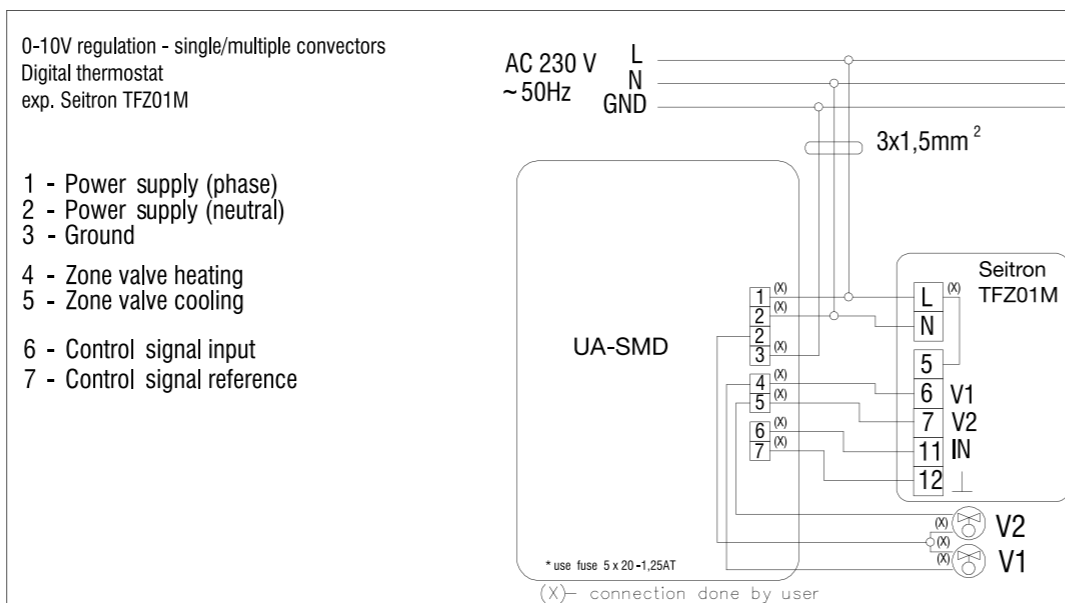 0-10V regulation - single/multiple convectors
Digital thermostat
exp. Seitron TFZ01M
1 - Power supply (phase)
2 - Power supply (neutral)
3 - Ground
4 - Zone valve heating
5 - Zone valve cooling
6 - Control signal input
7 - Control signal reference
AC 230 V
~ 50Hz
L
N
GND
3x1,5mm²
UA-SMD
1 (X)
2 (X)
2
3 (X)
4 (X)
5 (X)
6 (X)
7 (X)
Seitron
TFZ01M
L (X)
N
5
6 V1
7 V2
11 IN
12
(X) V2
(X)
(X) V1
* use fuse 5 x 20 -1,25AT
(X)- connection done by user